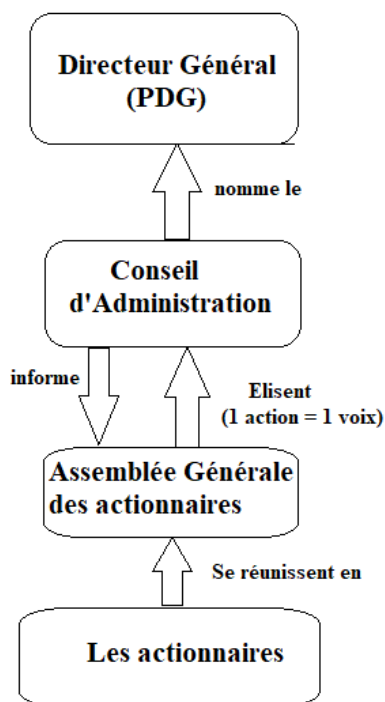 Directeur Général
(PDG)
nomme le
Conseil
d'Administration
informe
Elisent
(1 action = 1 voix)
Assemblée Générale
des actionnaires
Se réunissent en
Les actionnaires